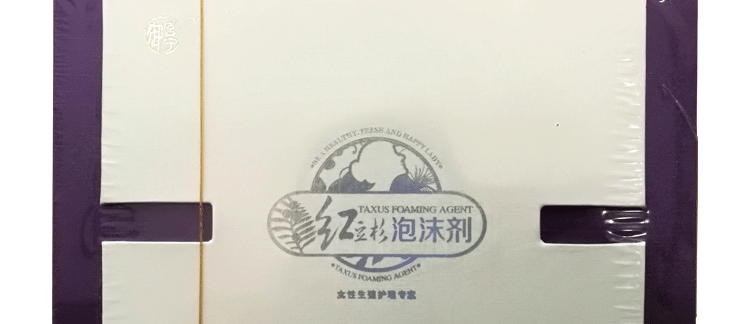 BE A HEALTHY, FRESH AND HAPPY LADY
TAXUS FOAMING AGENT
红豆杉泡沫剂
TAXUS FOAMING AGENT
女性生殖护理专家